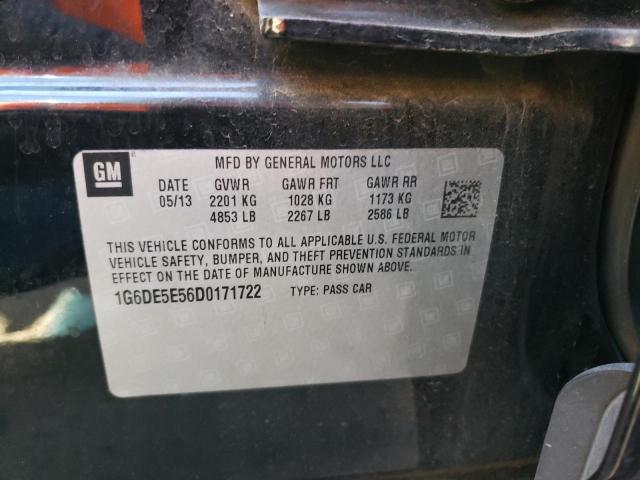 GM
MFD BY GENERAL MOTORS LLC
DATE GVWR GAWR FRT GAWR RR
05/13 2201 KG 1028 KG 1173 KG
4853 LB 2267 LB 2586 LB
THIS VEHICLE CONFORMS TO ALL APPLICABLE U.S. FEDERAL MOTOR
VEHICLE SAFETY, BUMPER, AND THEFT PREVENTION STANDARDS IN
EFFECT ON THE DATE OF MANUFACTURE SHOWN ABOVE.
1G6DE5E56D0171722 TYPE: PASS CAR